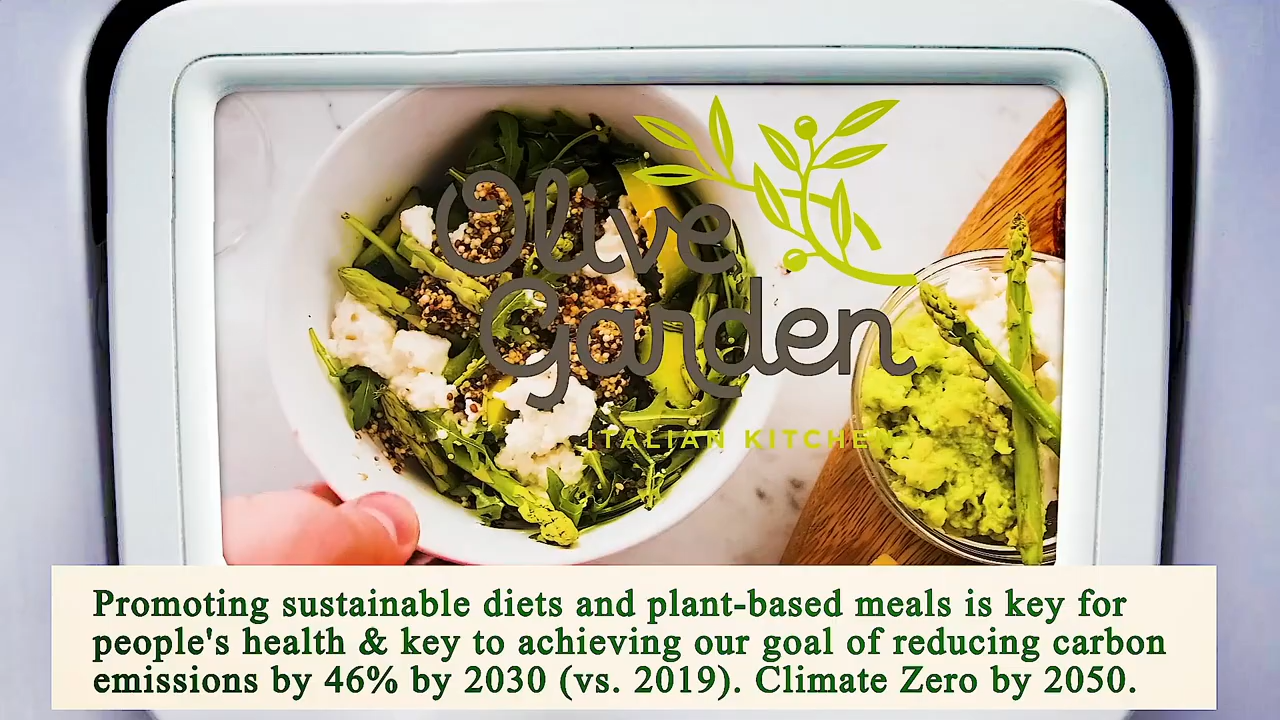 Olive
Garden
ITALIAN KITCHEN
Promoting sustainable diets and plant-based meals is key for
people's health & key to achieving our goal of reducing carbon
emissions by 46% by 2030 (vs. 2019). Climate Zero by 2050.